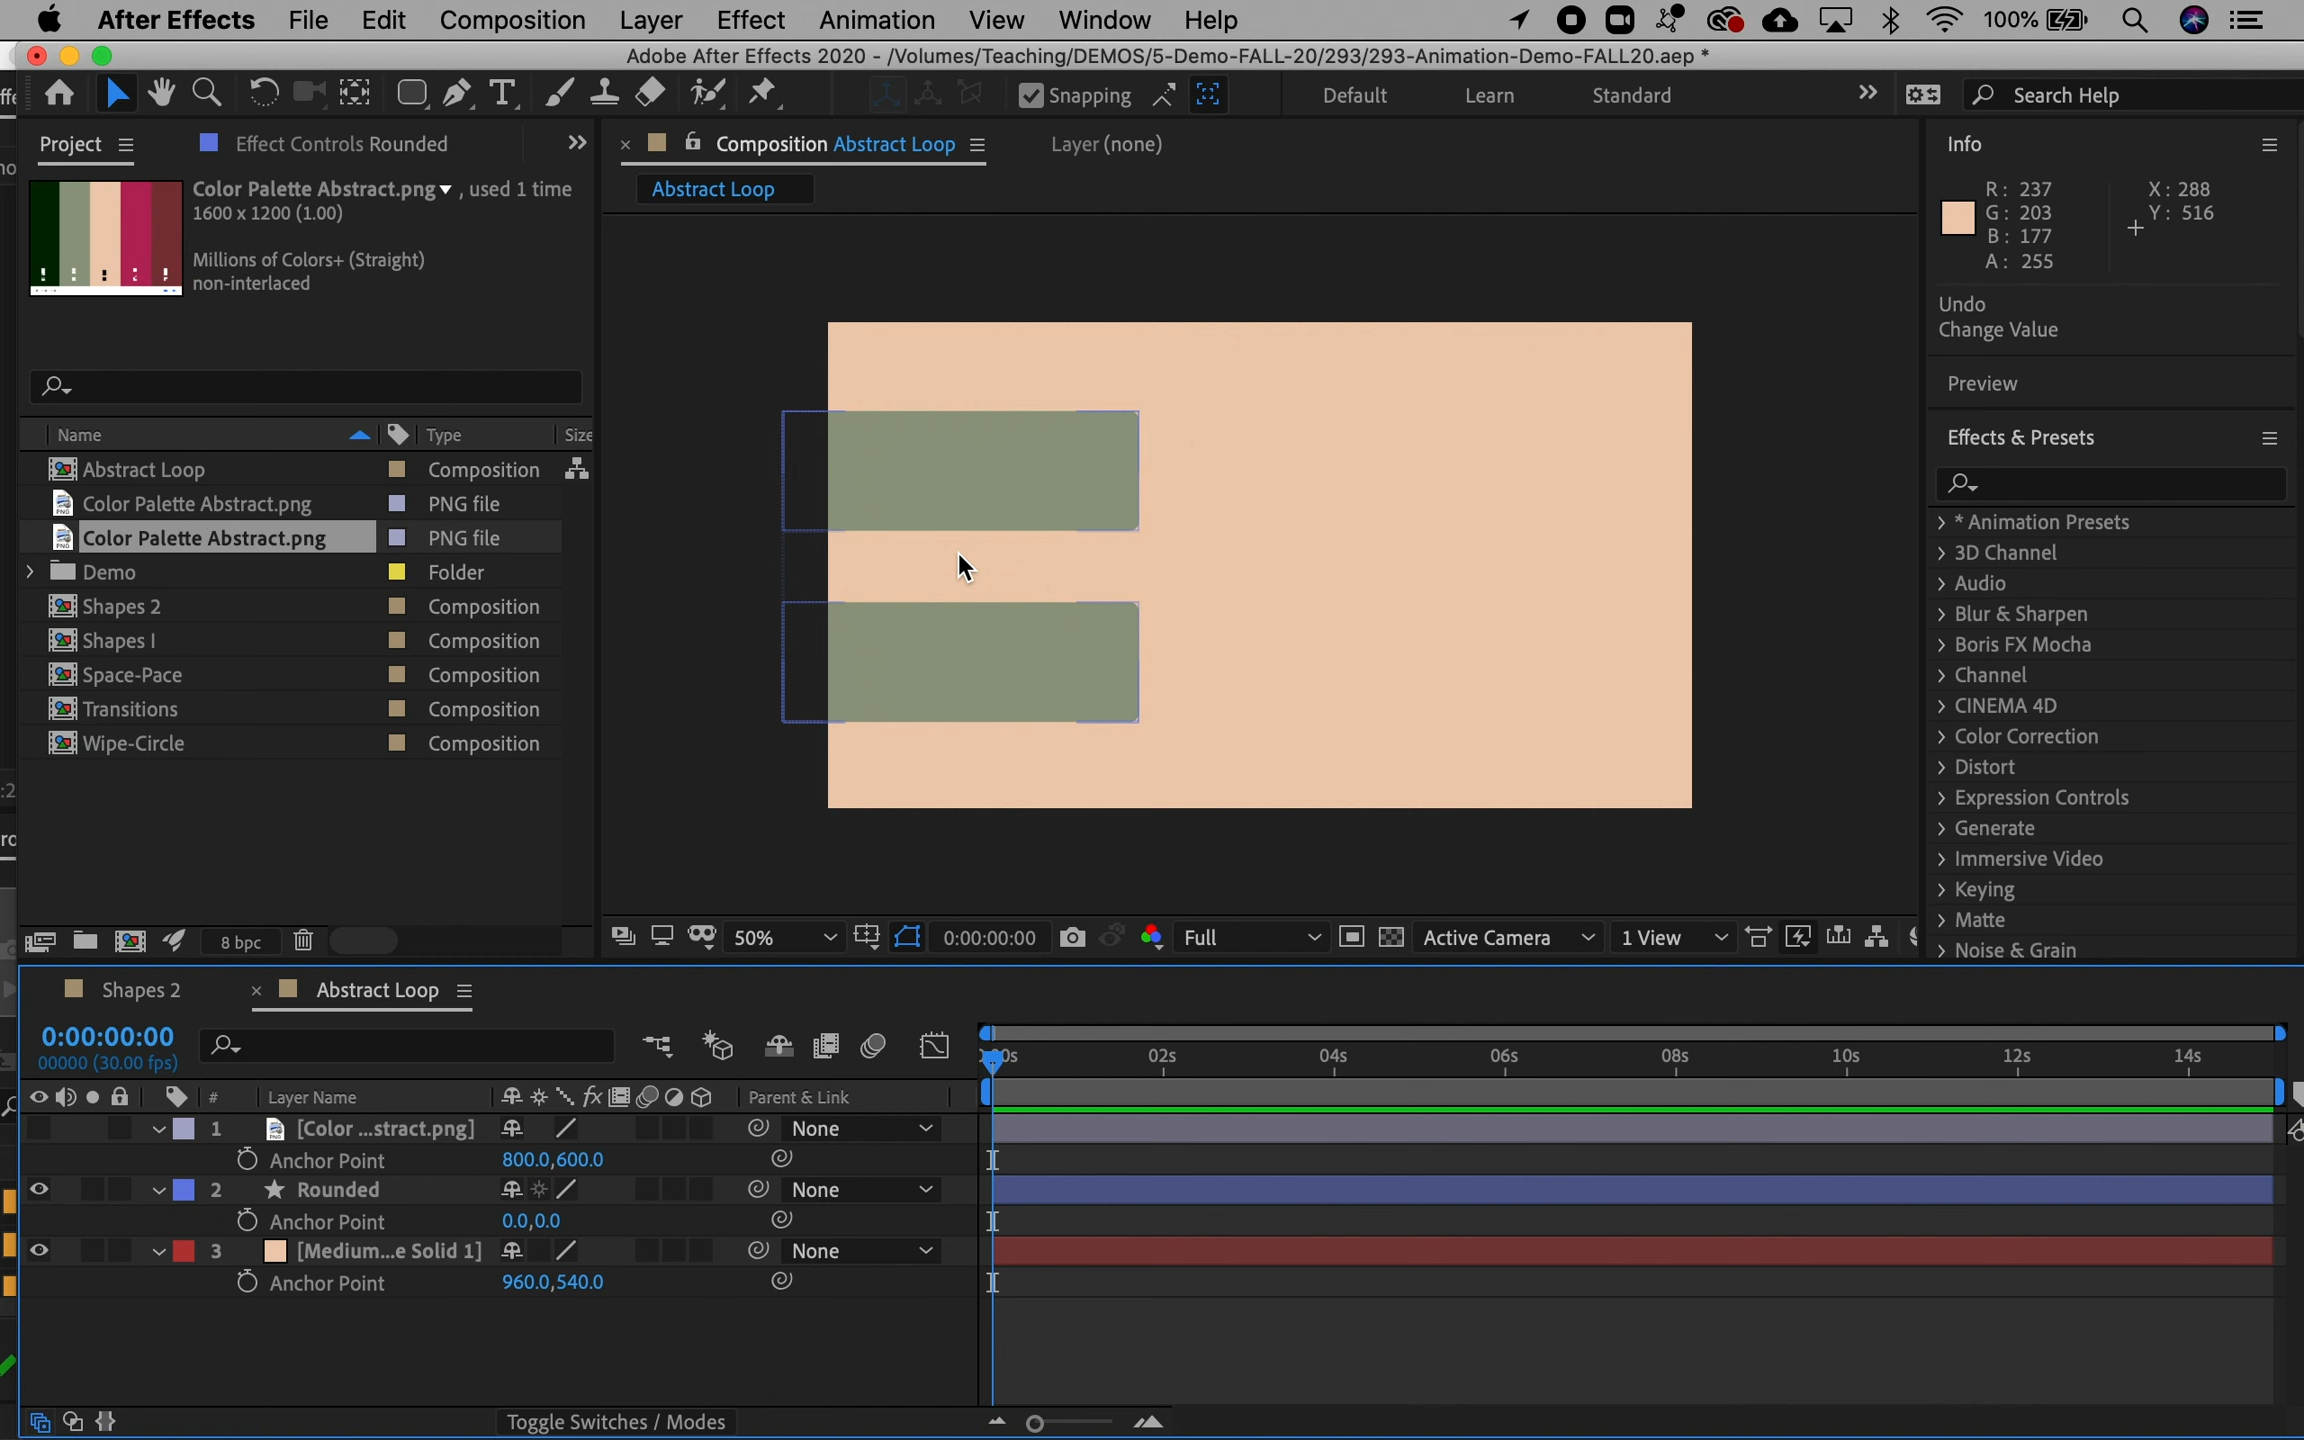 After Effects File Edit Composition Layer Effect Animation View Window Help 100%
Adobe After Effects 2020 - /Volumes/Teaching/DEMOS/5-Demo-FALL-20/293/293-Animation-Demo-FALL20.aep *
Snapping Default Learn Standard Search Help
Project Effect Controls Rounded
Color Palette Abstract.png , used 1 time
1600 x 1200 (1.00)
Millions of Colors+ (Straight)
non-interlaced
Name Type Size
Abstract Loop Composition
Color Palette Abstract.png PNG file
Color Palette Abstract.png PNG file
Demo Folder
Shapes 2 Composition
Shapes I Composition
Space-Pace Composition
Transitions Composition
Wipe-Circle Composition
8 bpc
Composition Abstract Loop Layer (none)
Abstract Loop
50% 0:00:00:00 Full Active Camera 1 View
Info
R: 237 X: 288
G: 203 Y: 516
B: 177
A: 255
Undo
Change Value
Preview
Effects & Presets
* Animation Presets
3D Channel
Audio
Blur & Sharpen
Boris FX Mocha
Channel
CINEMA 4D
Color Correction
Distort
Expression Controls
Generate
Immersive Video
Keying
Matte
Noise & Grain
Shapes 2 Abstract Loop
0:00:00:00
00000 (30.00 fps)
02s 04s 06s 08s 10s 12s 14s
# Layer Name fx Parent & Link
1 [Color ...stract.png] None
Anchor Point 800.0,600.0
2 Rounded None
Anchor Point 0.0,0.0
3 [Medium...e Solid 1] None
Anchor Point 960.0,540.0
Toggle Switches / Modes